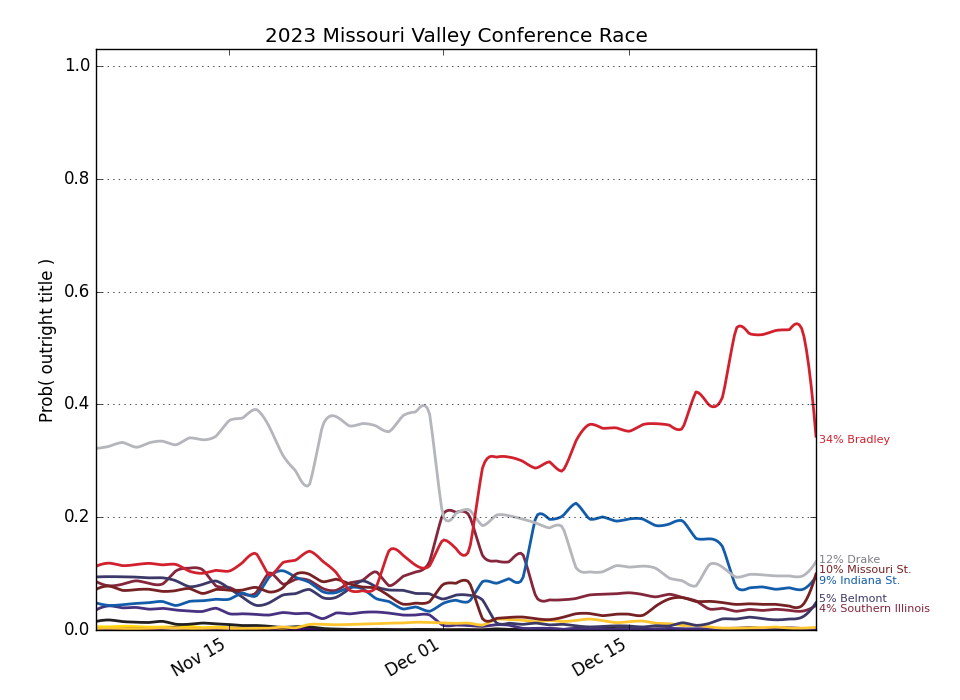 2023 Missouri Valley Conference Race
1.0
0.8
0.6
0.4
0.2
0.0
Prob( outright title )
34% Bradley
12% Drake
10% Missouri St.
9% Indiana St.
5% Belmont
4% Southern Illinois
Nov 15
Dec 01
Dec 15